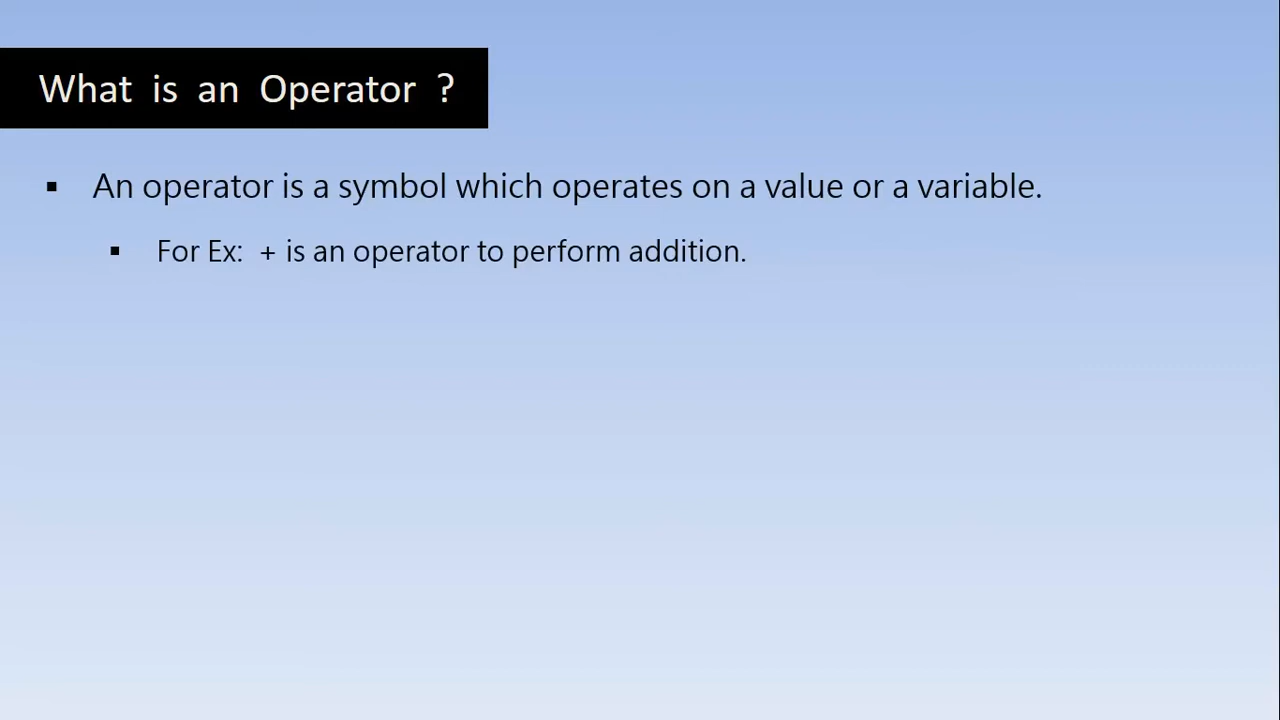 What is an Operator ?
▪ An operator is a symbol which operates on a value or a variable.
▪ For Ex: + is an operator to perform addition.